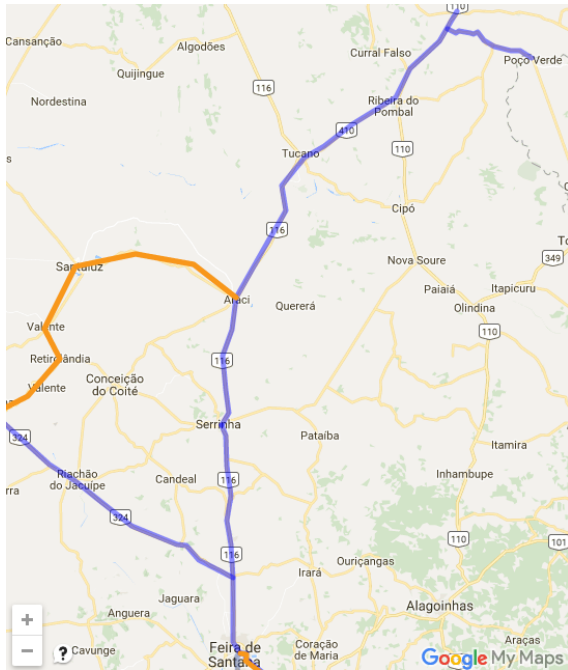 110
Cansanção
Algodões
Curral Falso
Poço Verde
Quijingue
116
Nordestina
Ribeira do
Pombal
410
110
Tucano
Cipó
116
Nova Soure
349
Santaluz
Paiaiá
Itapicuru
Araci
Quererá
Olindina
Valente
110
Retirolândia
116
Conceição
do Coité
Valente
324
Serrinha
Pataíba
Itamira
Riachão
do Jacuípe
Candeal
116
Inhambupe
324
110
101
116
Ouriçangas
Irará
Jaguara
Alagoinhas
Anguera
+
−
?
Cavunge
Feira de
Santana
Coração
de Maria
Araçás
Google My Maps